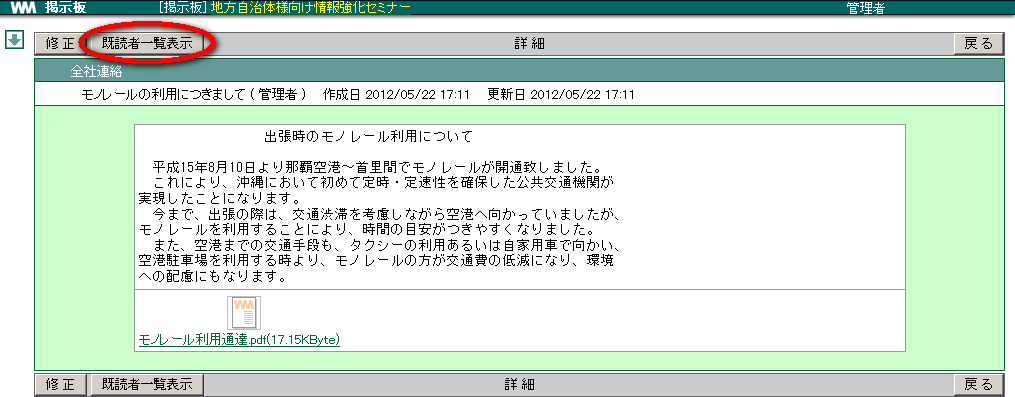 WM 掲示板 [掲示板] 地方自治体様向け情報強化セミナー 管理者
修正 既読者一覧表示 詳細 戻る
全社連絡
モノレールの利用につきまして ( 管理者 ) 作成日 2012/05/22 17:11 更新日 2012/05/22 17:11
出張時のモノレール利用について
平成15年8月10日より那覇空港～首里間でモノレールが開通致しました。
これにより、沖縄において初めて定時・定速性を確保した公共交通機関が
実現したことになります。
今まで、出張の際は、交通渋滞を考慮しながら空港へ向かっていましたが、
モノレールを利用することにより、時間の目安がつきやすくなりました。
また、空港までの交通手段も、タクシーの利用あるいは自家用車で向かい、
空港駐車場を利用する時より、モノレールの方が交通費の低減になり、環境
への配慮にもなります。
WM
モノレール利用通達.pdf(17.15KByte)
修正 既読者一覧表示 詳細 戻る